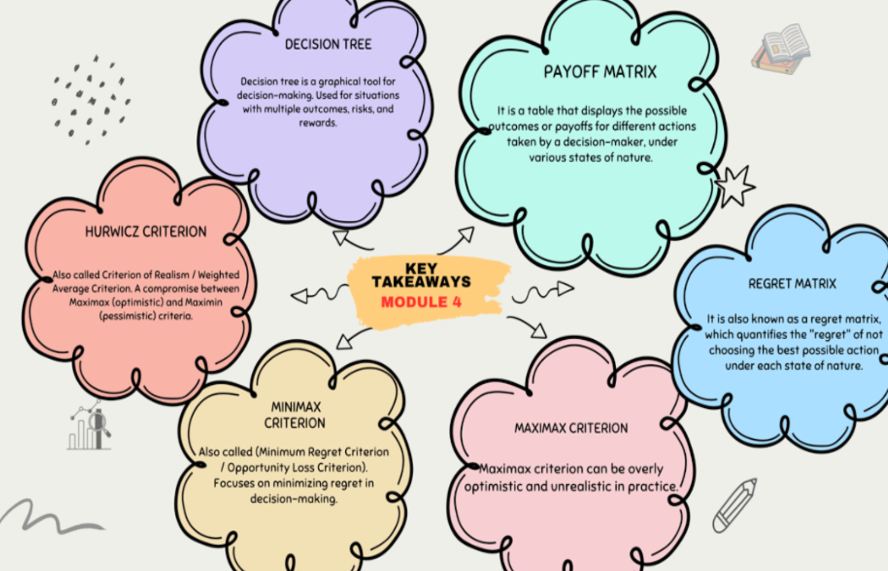 DECISION TREE
Decision tree is a graphical tool for
decision-making. Used for situations
with multiple outcomes, risks, and
rewards.
PAYOFF MATRIX
It is a table that displays the possible
outcomes or payoffs for different actions
taken by a decision-maker, under
various states of nature.
HURWICZ CRITERION
Also called Criterion of Realism / Weighted
Average Criterion. A compromise between
Maximax (optimistic) and Maximin
(pessimistic) criteria.
KEY
TAKEAWAYS
MODULE 4
REGRET MATRIX
It is also known as a regret matrix,
which quantifies the "regret" of not
choosing the best possible action
under each state of nature.
MINIMAX
CRITERION
Also called (Minimum Regret Criterion
/ Opportunity Loss Criterion).
Focuses on minimizing regret in
decision-making.
MAXIMAX CRITERION
Maximax criterion can be overly
optimistic and unrealistic in practice.